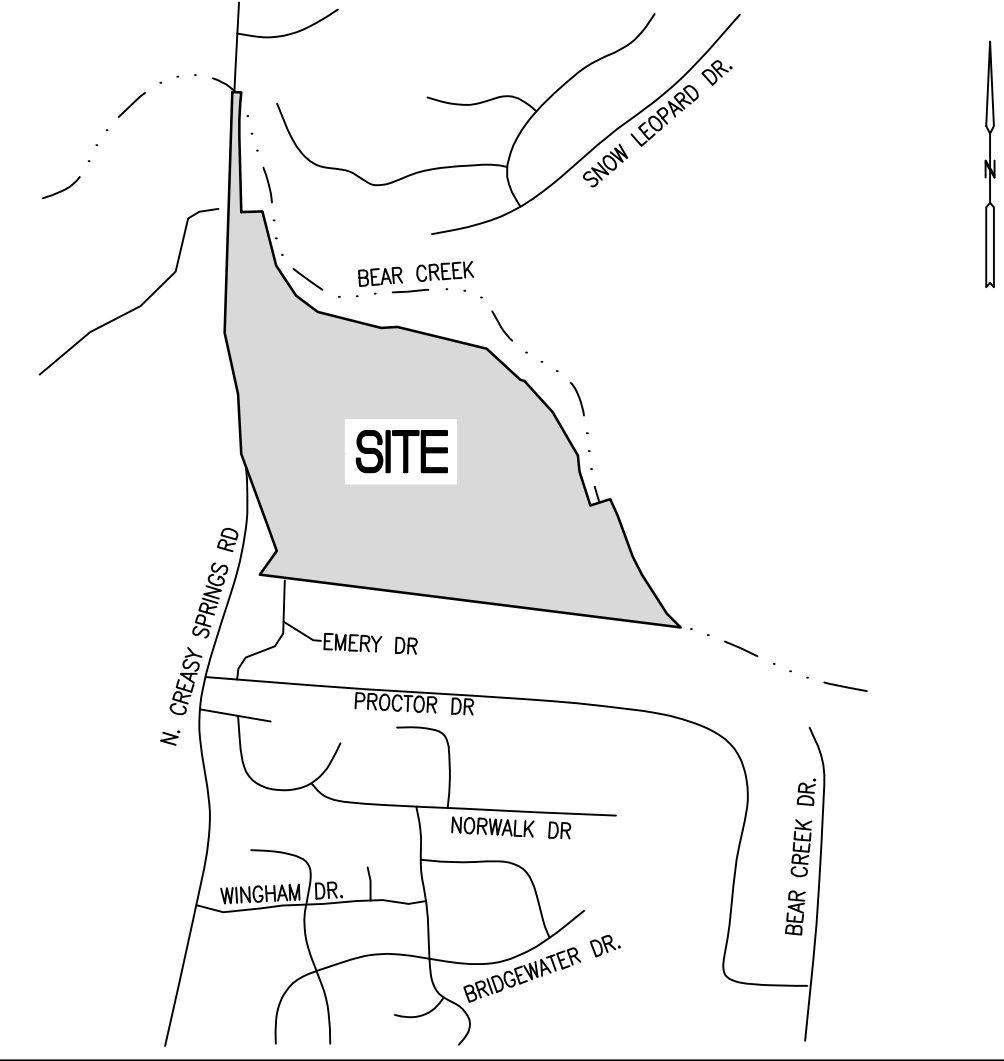 SNOW LEOPARD DR.
N
BEAR CREEK
SITE
N. CREASY SPRINGS RD
EMERY DR
PROCTOR DR
BEAR CREEK DR.
NORWALK DR
WINGHAM DR.
BRIDGEWATER DR.